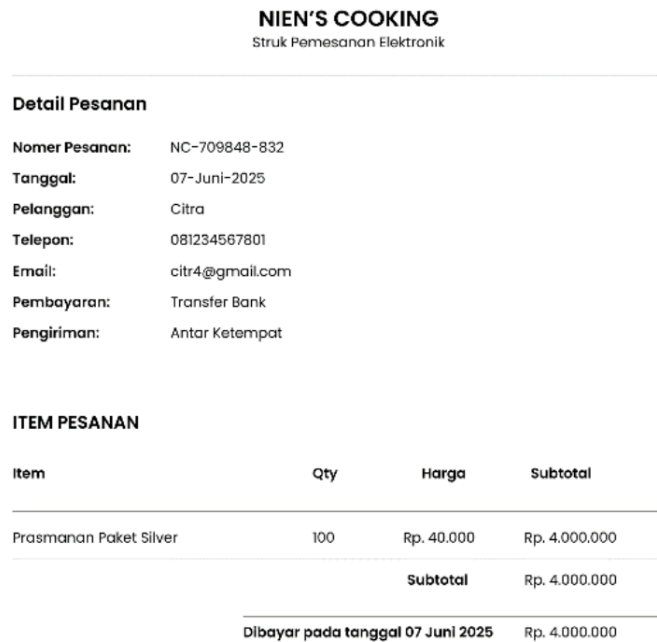 NIEN'S COOKING
Struk Pemesanan Elektronik
Detail Pesanan
Nomer Pesanan: NC-709848-832
Tanggal: 07-Juni-2025
Pelanggan: Citra
Telepon: 081234567801
Email: citr4@gmail.com
Pembayaran: Transfer Bank
Pengiriman: Antar Ketempat
ITEM PESANAN
Item Qty Harga Subtotal
Prasmanan Paket Silver 100 Rp. 40.000 Rp. 4.000.000
Subtotal Rp. 4.000.000
Dibayar pada tanggal 07 Juni 2025 Rp. 4.000.000